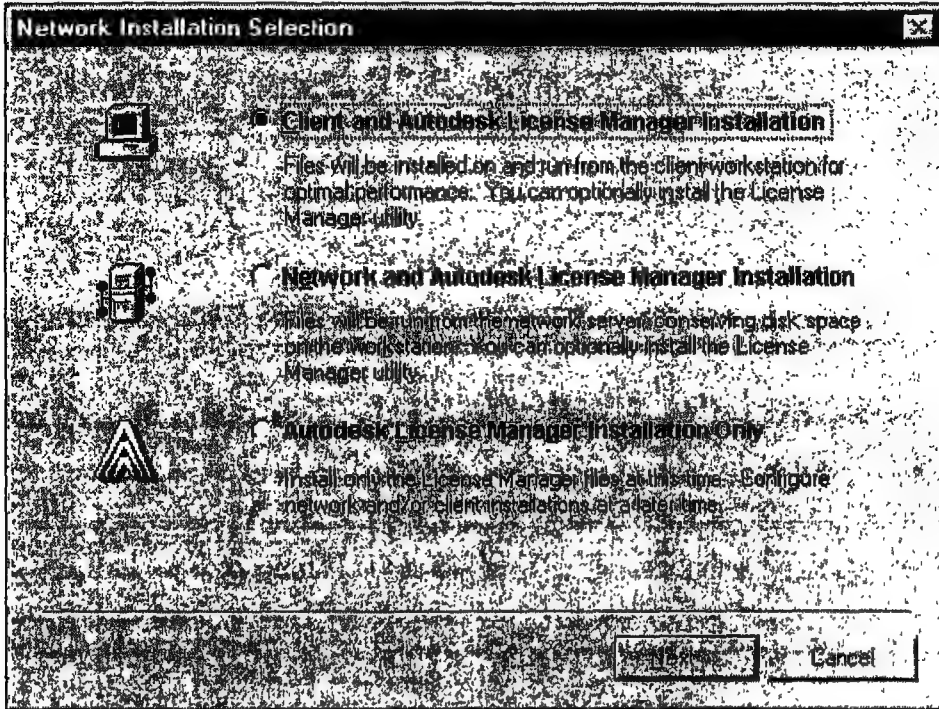 Network Installation Selection
Client and Autodesk License Manager Installation
Files will be installed on and run from the client workstation for
optimal performance. You can optionally install the License
Manager utility.
Network and Autodesk License Manager Installation
Files will be run from the network server, conserving disk space
on the workstation. You can optionally install the License
Manager utility.
Autodesk License Manager Installation Only
Install only the License Manager files at this time. Configure
network and/or client installations at a later time.
Next >
Cancel